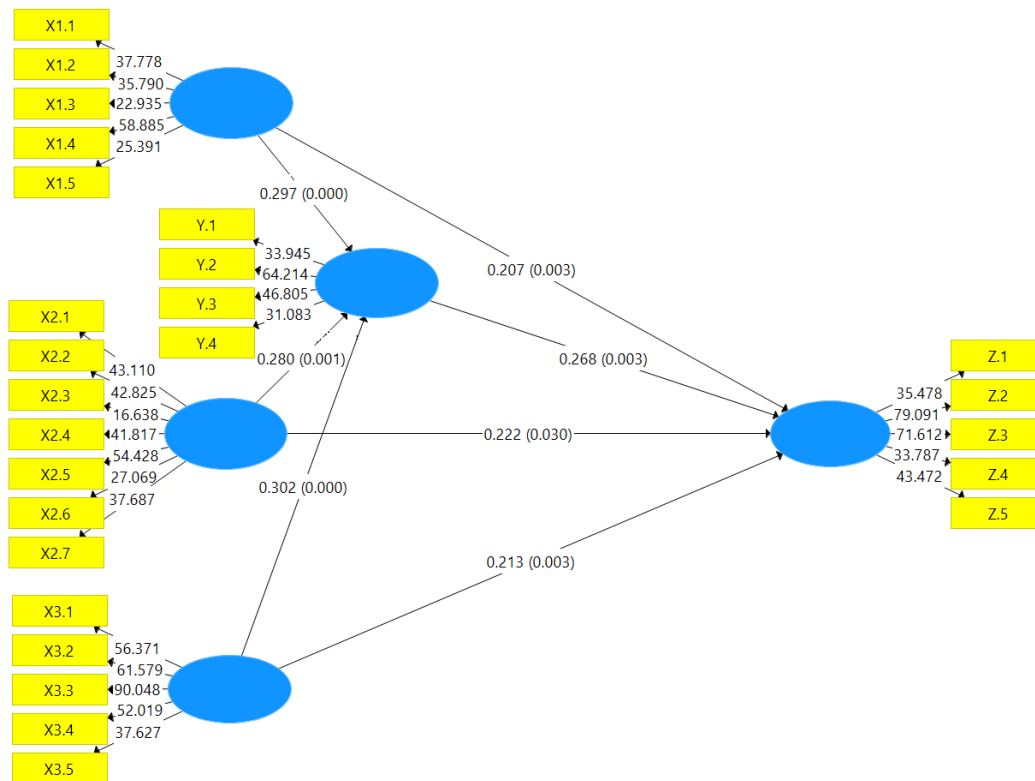 X1.1
37.778
X1.2
35.790
X1.3
22.935
X1.4
58.885
X1.5
25.391
0.297 (0.000)
0.207 (0.003)
Y.1
33.945
Y.2
64.214
Y.3
46.805
Y.4
31.083
0.280 (0.001)
0.268 (0.003)
X2.1
43.110
X2.2
42.825
X2.3
16.638
X2.4
41.817
X2.5
54.428
X2.6
27.069
X2.7
37.687
0.222 (0.030)
0.302 (0.000)
0.213 (0.003)
Z.1
35.478
Z.2
79.091
Z.3
71.612
Z.4
33.787
Z.5
43.472
X3.1
56.371
X3.2
61.579
X3.3
90.048
X3.4
52.019
X3.5
37.627